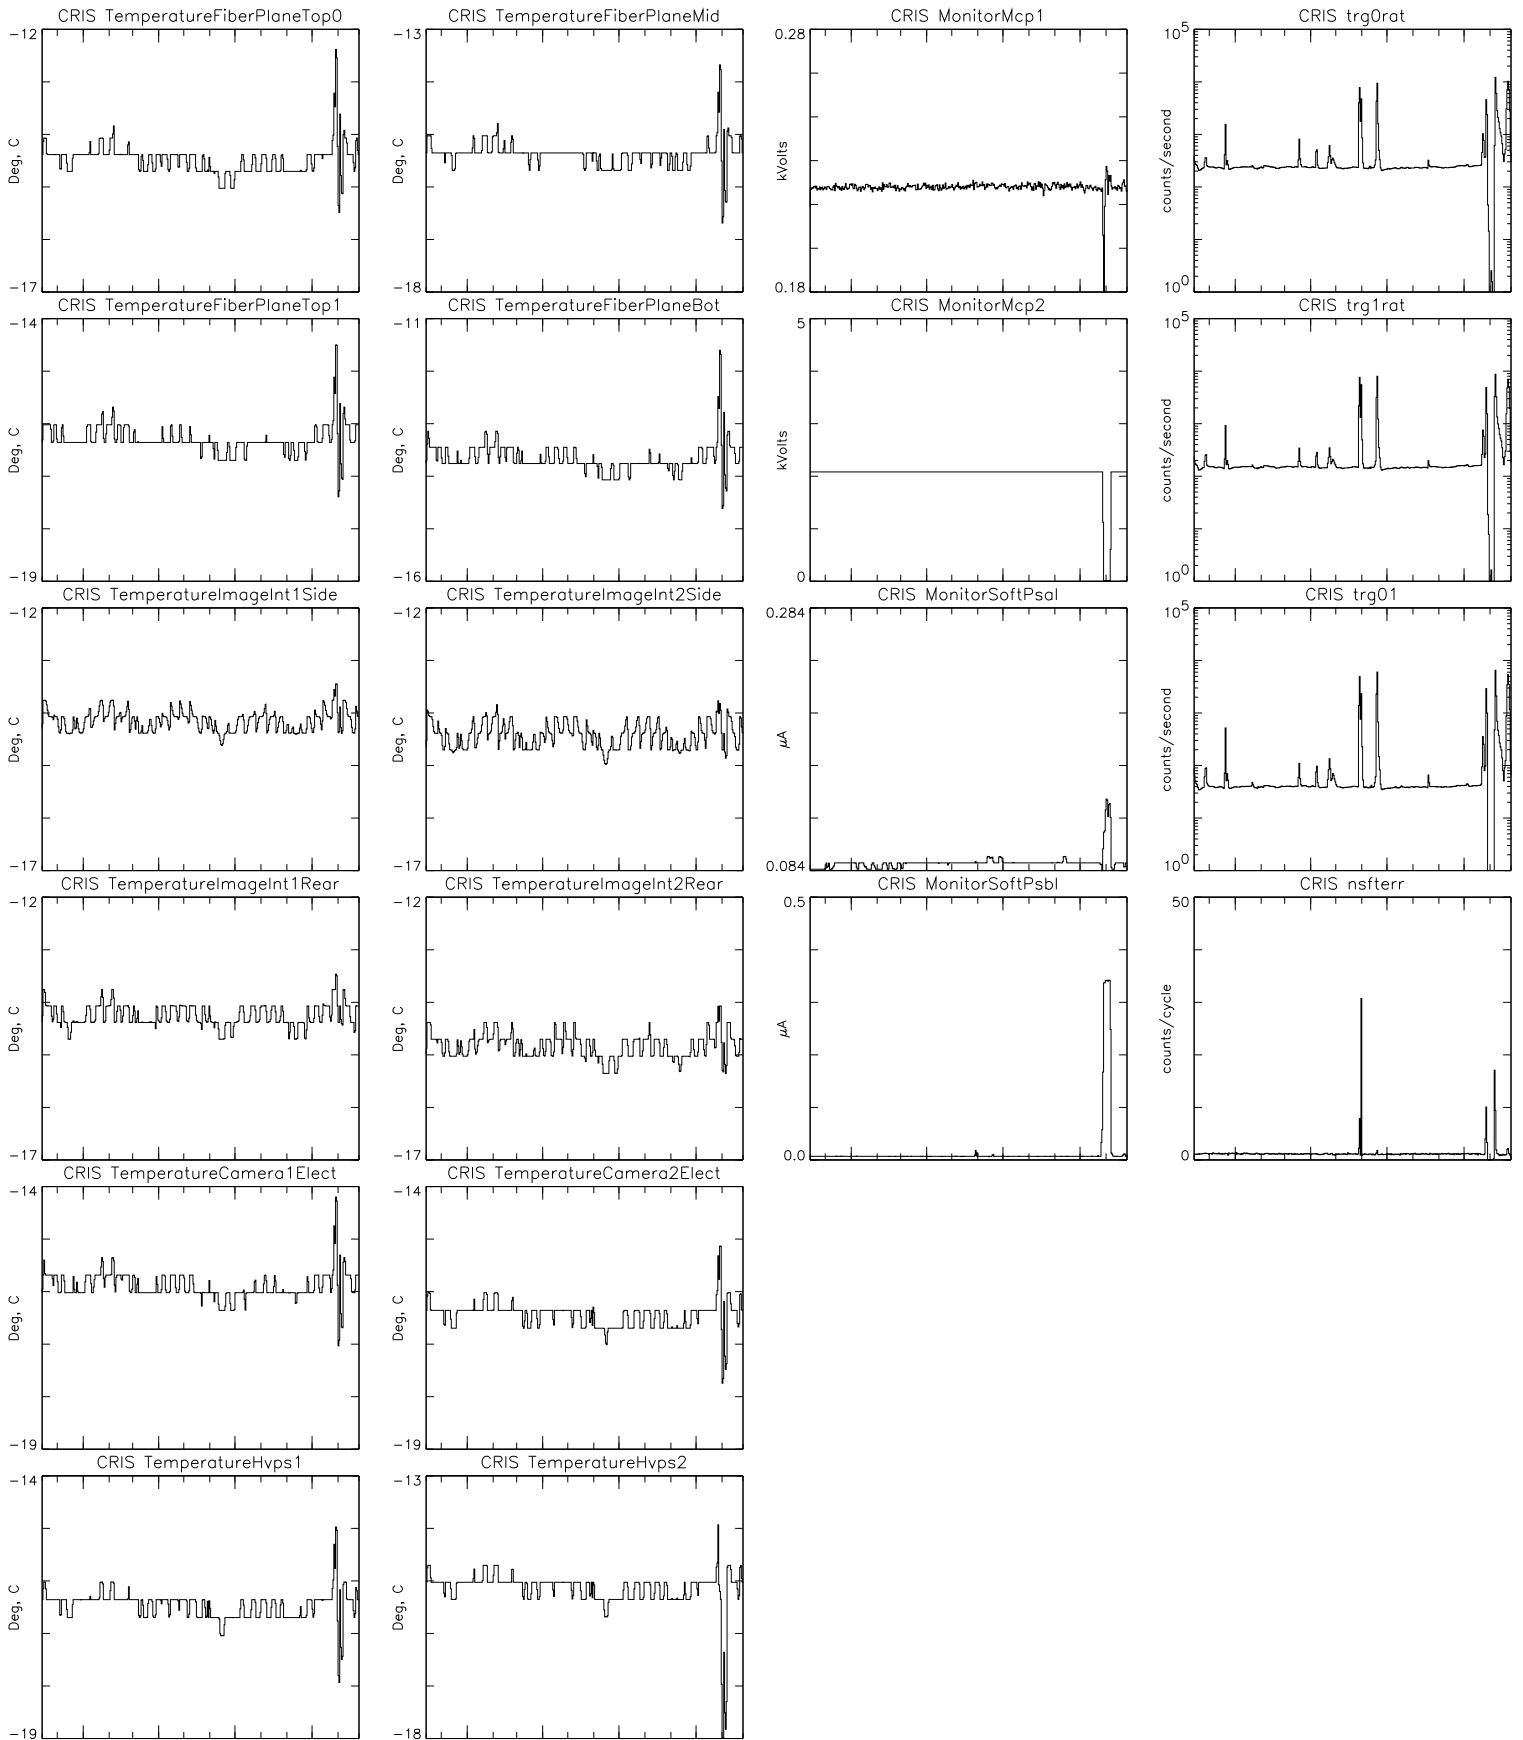 CRIS TemperatureFiberPlaneTop0
-12
Deg, C
-17
CRIS TemperatureFiberPlaneMid
-13
Deg, C
-18
CRIS MonitorMcp1
0.28
kVolts
0.18
CRIS trg0rat
10^5
counts/second
10^0
CRIS TemperatureFiberPlaneTop1
-14
Deg, C
-19
CRIS TemperatureFiberPlaneBot
-11
Deg, C
-16
CRIS MonitorMcp2
5
kVolts
0
CRIS trg1rat
10^5
counts/second
10^0
CRIS TemperatureImageInt1Side
-12
Deg, C
-17
CRIS TemperatureImageInt2Side
-12
Deg, C
-17
CRIS MonitorSoftPsaI
0.284
μA
0.084
CRIS trg01
10^5
counts/second
10^0
CRIS TemperatureImageInt1Rear
-12
Deg, C
-17
CRIS TemperatureImageInt2Rear
-12
Deg, C
-17
CRIS MonitorSoftPsbI
0.5
μA
0.0
CRIS nsfterr
50
counts/cycle
0
CRIS TemperatureCamera1Elect
-14
Deg, C
-19
CRIS TemperatureCamera2Elect
-14
Deg, C
-19
CRIS TemperatureHvps1
-14
Deg, C
-19
CRIS TemperatureHvps2
-13
Deg, C
-18